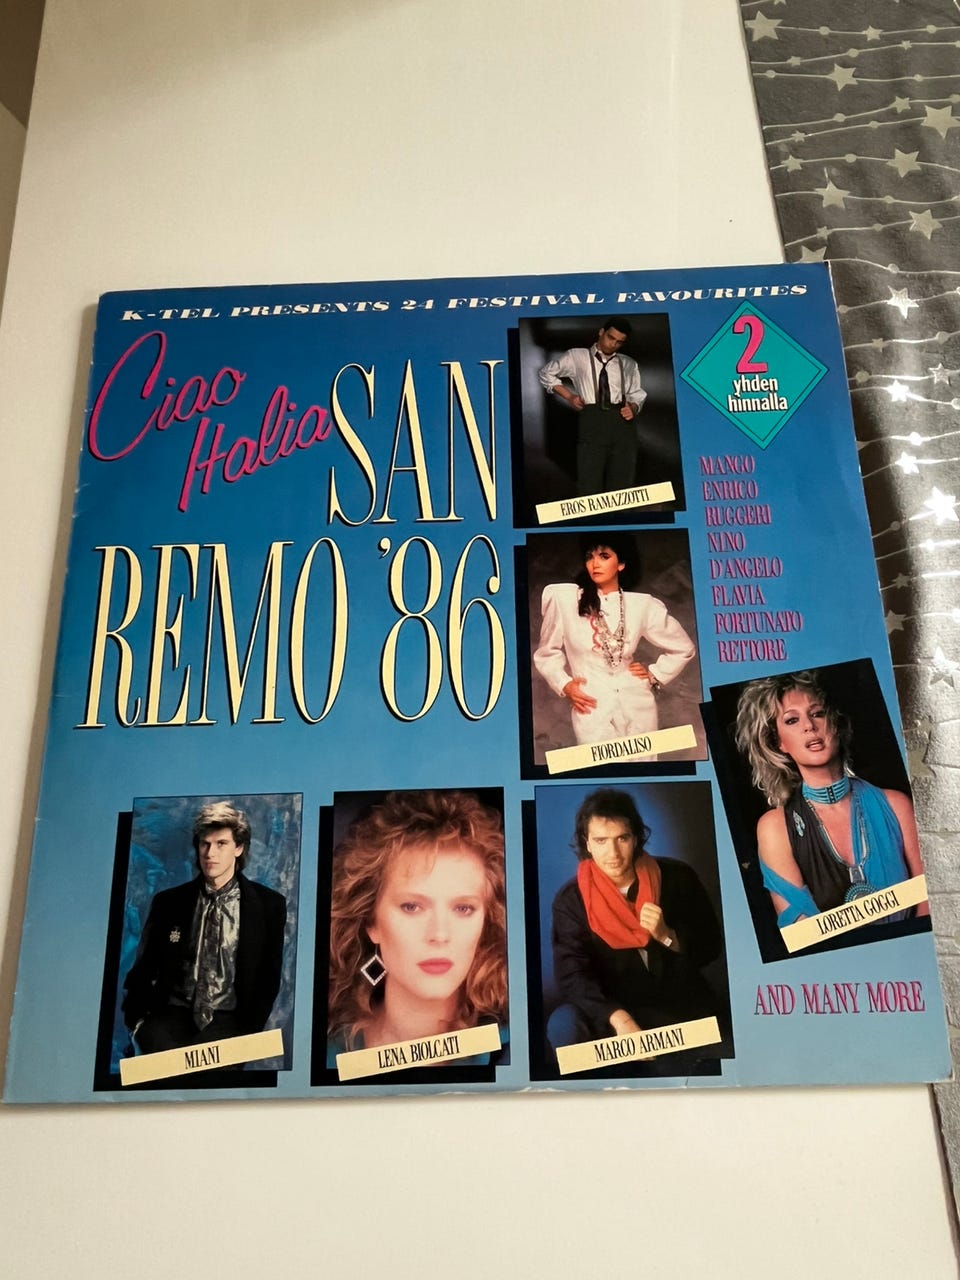 K-TEL PRESENTS 24 FESTIVAL FAVOURITES
Ciao
Italia
SAN
REMO '86
2
yhden
hinnalla
EROS RAMAZZOTTI
MANGO
ENRICO
RUGGERI
NINO
D'ANGELO
FLAVIA
FORTUNATO
RETTORE
FIORDALISO
LORETTA GOGGI
MIANI
LENA BIOLCATI
MARCO ARMANI
AND MANY MORE